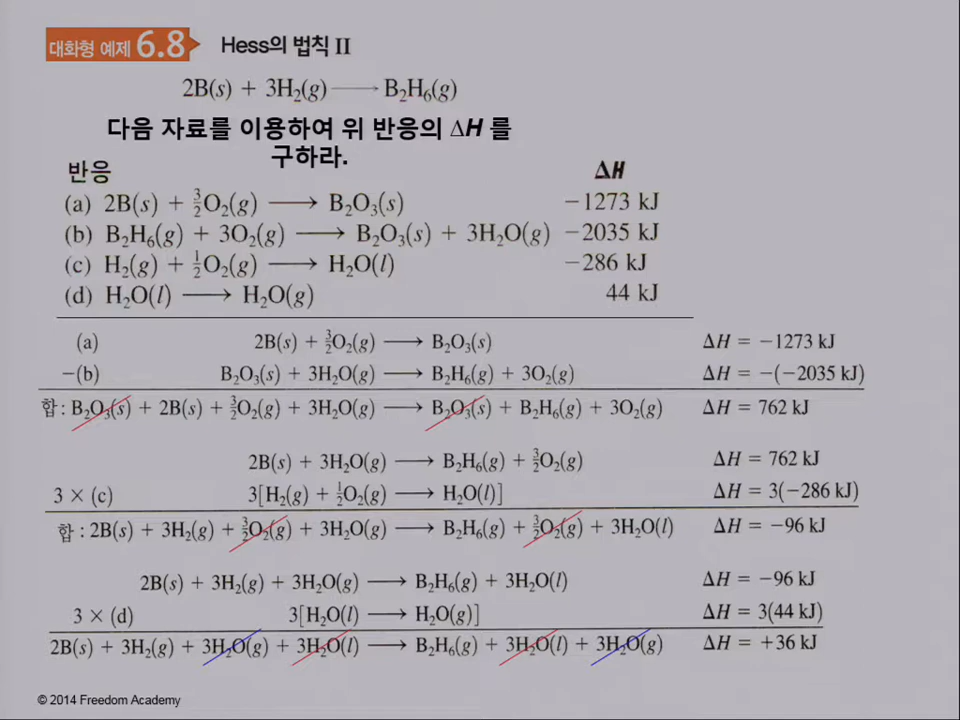 대화형 예제 6.8 Hess의 법칙 II
2B(s) + 3H₂(g) ⟶ B₂H₆(g)
다음 자료를 이용하여 위 반응의 ΔH 를
구하라.
반응 ΔH
(a) 2B(s) + 3/2O₂(g) ⟶ B₂O₃(s) −1273 kJ
(b) B₂H₆(g) + 3O₂(g) ⟶ B₂O₃(s) + 3H₂O(g) −2035 kJ
(c) H₂(g) + 1/2O₂(g) ⟶ H₂O(l) −286 kJ
(d) H₂O(l) ⟶ H₂O(g) 44 kJ
(a) 2B(s) + 3/2O₂(g) ⟶ B₂O₃(s) ΔH = −1273 kJ
−(b) B₂O₃(s) + 3H₂O(g) ⟶ B₂H₆(g) + 3O₂(g) ΔH = −(−2035 kJ)
합 : B₂O₃(s) + 2B(s) + 3/2O₂(g) + 3H₂O(g) ⟶ B₂O₃(s) + B₂H₆(g) + 3O₂(g) ΔH = 762 kJ
2B(s) + 3H₂O(g) ⟶ B₂H₆(g) + 3/2O₂(g) ΔH = 762 kJ
3 × (c) 3[H₂(g) + 1/2O₂(g) ⟶ H₂O(l)] ΔH = 3(−286 kJ)
합 : 2B(s) + 3H₂(g) + 3/2O₂(g) + 3H₂O(g) ⟶ B₂H₆(g) + 3/2O₂(g) + 3H₂O(l) ΔH = −96 kJ
2B(s) + 3H₂(g) + 3H₂O(g) ⟶ B₂H₆(g) + 3H₂O(l) ΔH = −96 kJ
3 × (d) 3[H₂O(l) ⟶ H₂O(g)] ΔH = 3(44 kJ)
2B(s) + 3H₂(g) + 3H₂O(g) + 3H₂O(l) ⟶ B₂H₆(g) + 3H₂O(l) + 3H₂O(g) ΔH = +36 kJ
© 2014 Freedom Academy